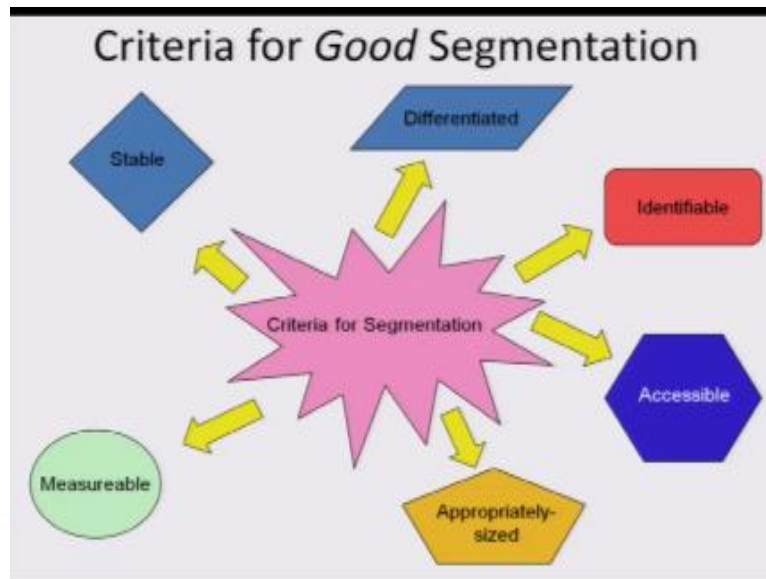 Criteria for Good Segmentation
Differentiated
Stable
Identifiable
Criteria for Segmentation
Accessible
Measureable
Appropriately-
sized